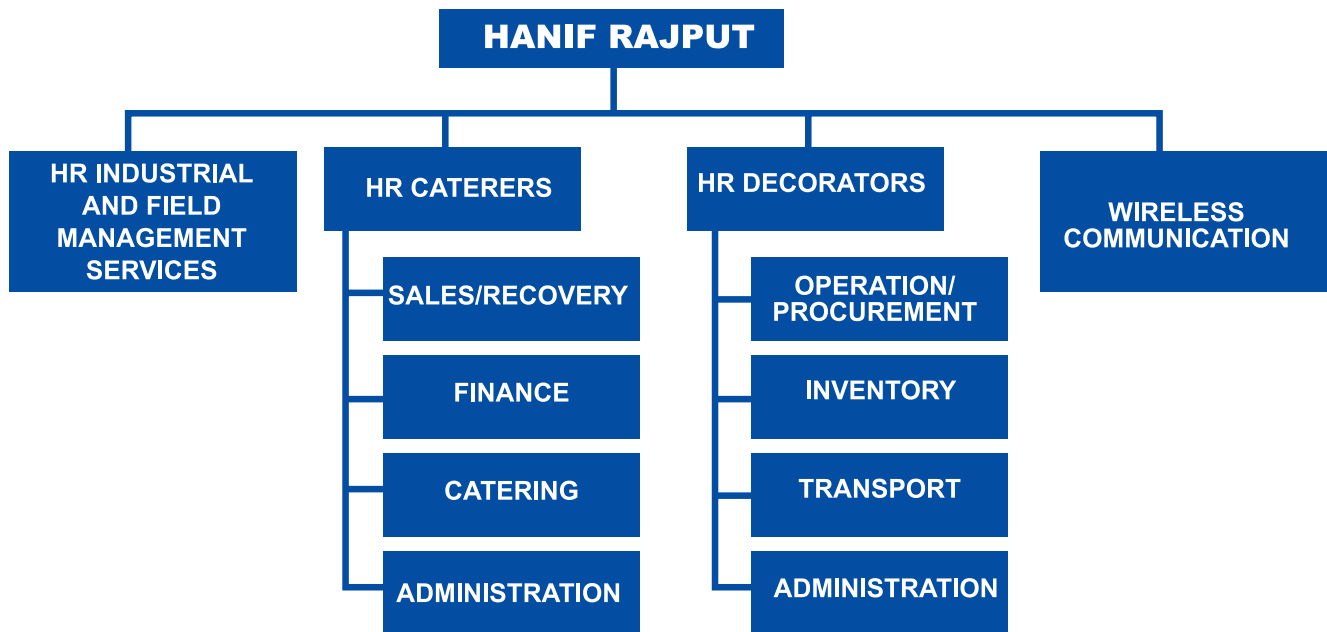 HANIF RAJPUT
HR INDUSTRIAL
AND FIELD
MANAGEMENT
SERVICES
HR CATERERS
SALES/RECOVERY
FINANCE
CATERING
ADMINISTRATION
HR DECORATORS
OPERATION/
PROCUREMENT
INVENTORY
TRANSPORT
ADMINISTRATION
WIRELESS
COMMUNICATION